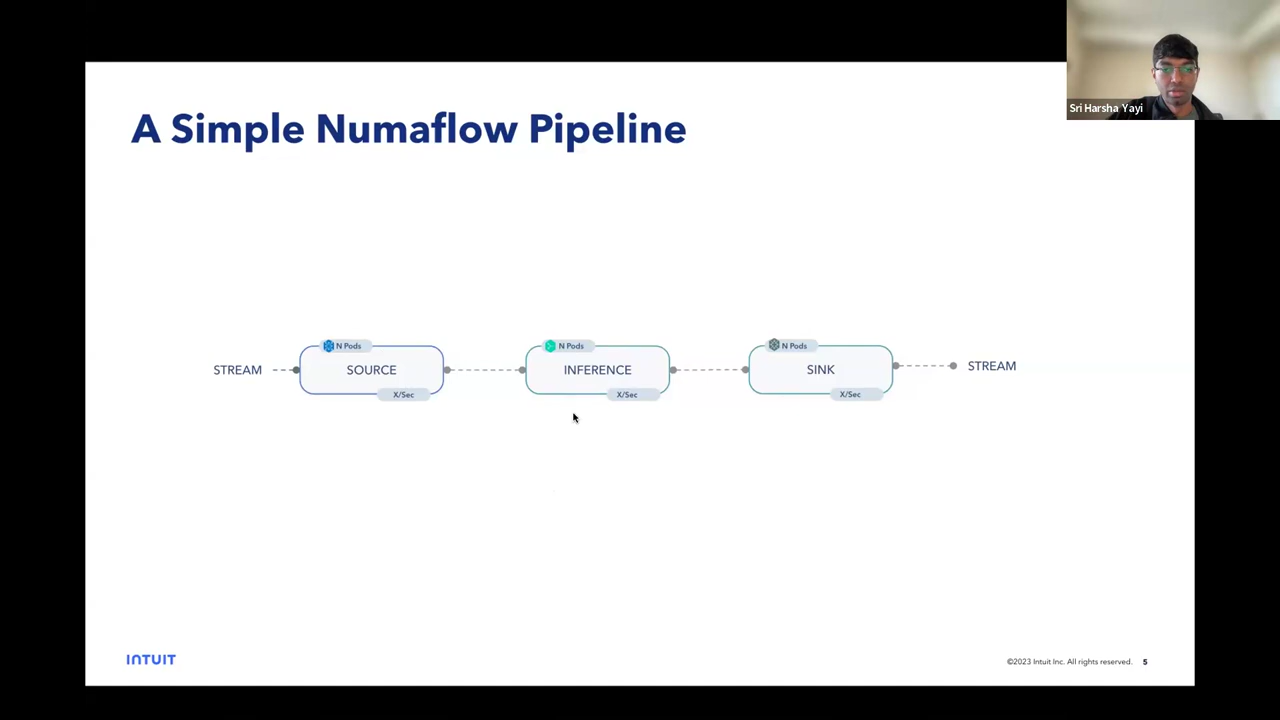 Sri Harsha Yayi
A Simple Numaflow Pipeline
N Pods
N Pods
N Pods
STREAM
SOURCE
INFERENCE
SINK
STREAM
X/Sec
X/Sec
X/Sec
INTUIT
©2023 Intuit Inc. All rights reserved. 5